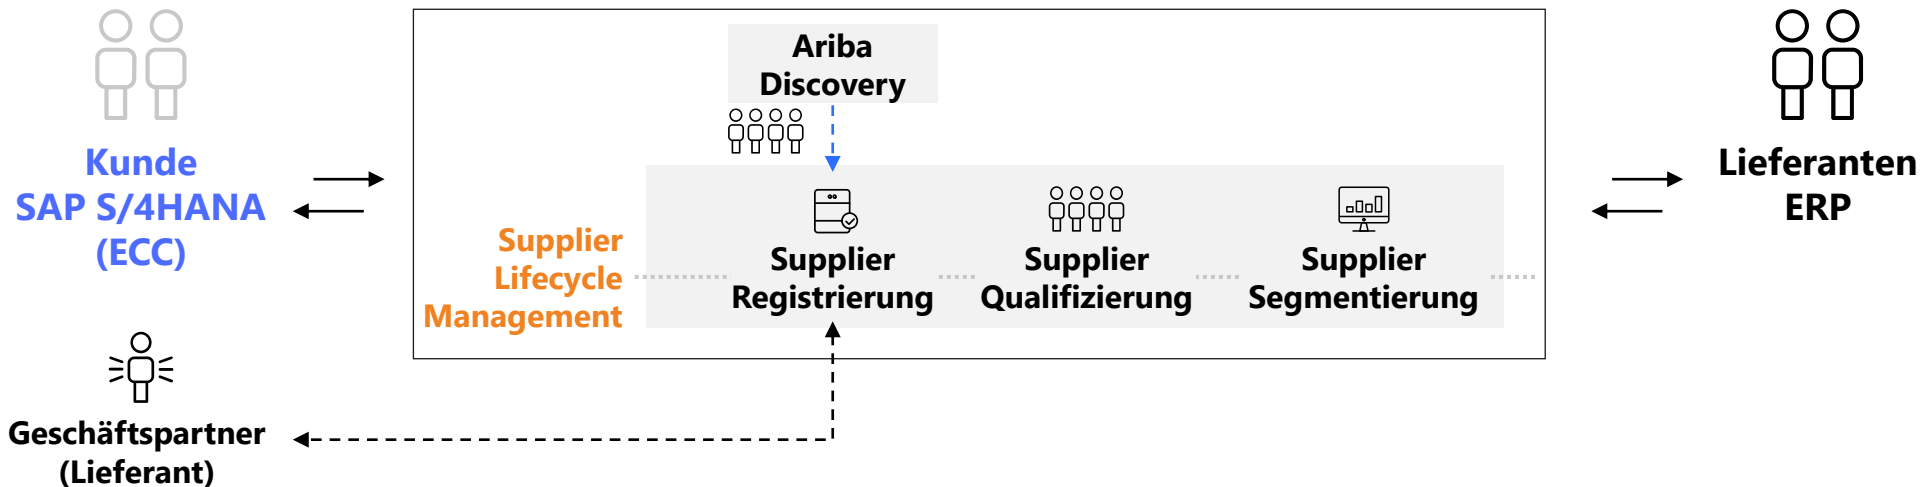 Ariba
Discovery
Kunde
SAP S/4HANA
(ECC)
Supplier
Lifecycle
Management
Supplier
Registrierung
Supplier
Qualifizierung
Supplier
Segmentierung
Lieferanten
ERP
Geschäftspartner
(Lieferant)